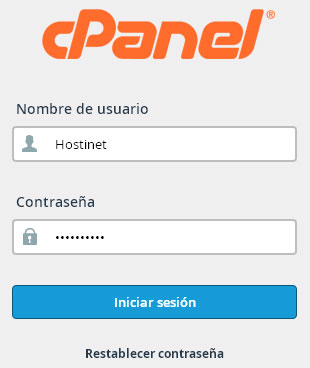 cPanel®
Nombre de usuario
Hostinet
Contraseña
••••••••••
Iniciar sesión
Restablecer contraseña